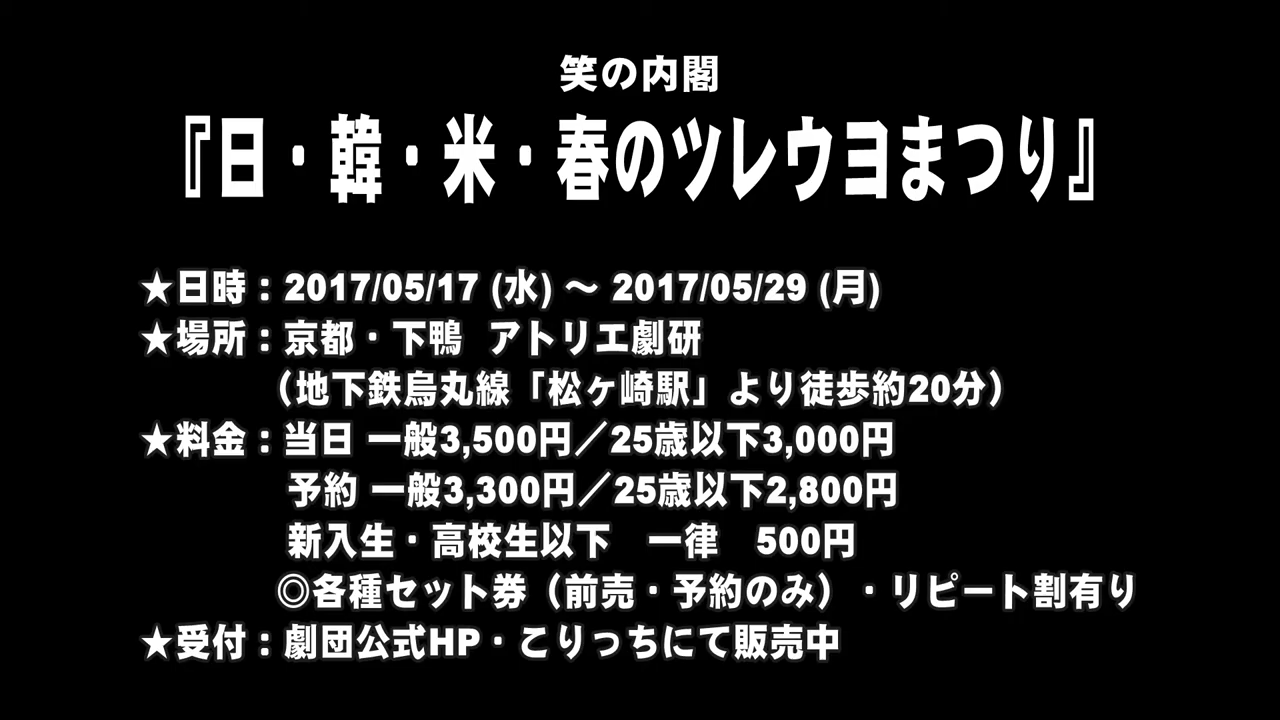 笑の内閣
『日・韓・米・春のツレウヨまつり』
★日時：2017/05/17 (水) ～ 2017/05/29 (月)
★場所：京都・下鴨　アトリエ劇研
（地下鉄烏丸線「松ヶ崎駅」より徒歩約20分）
★料金：当日 一般3,500円／25歳以下3,000円
予約 一般3,300円／25歳以下2,800円
新入生・高校生以下　一律　500円
◎各種セット券（前売・予約のみ）・リピート割有り
★受付：劇団公式HP・こりっちにて販売中